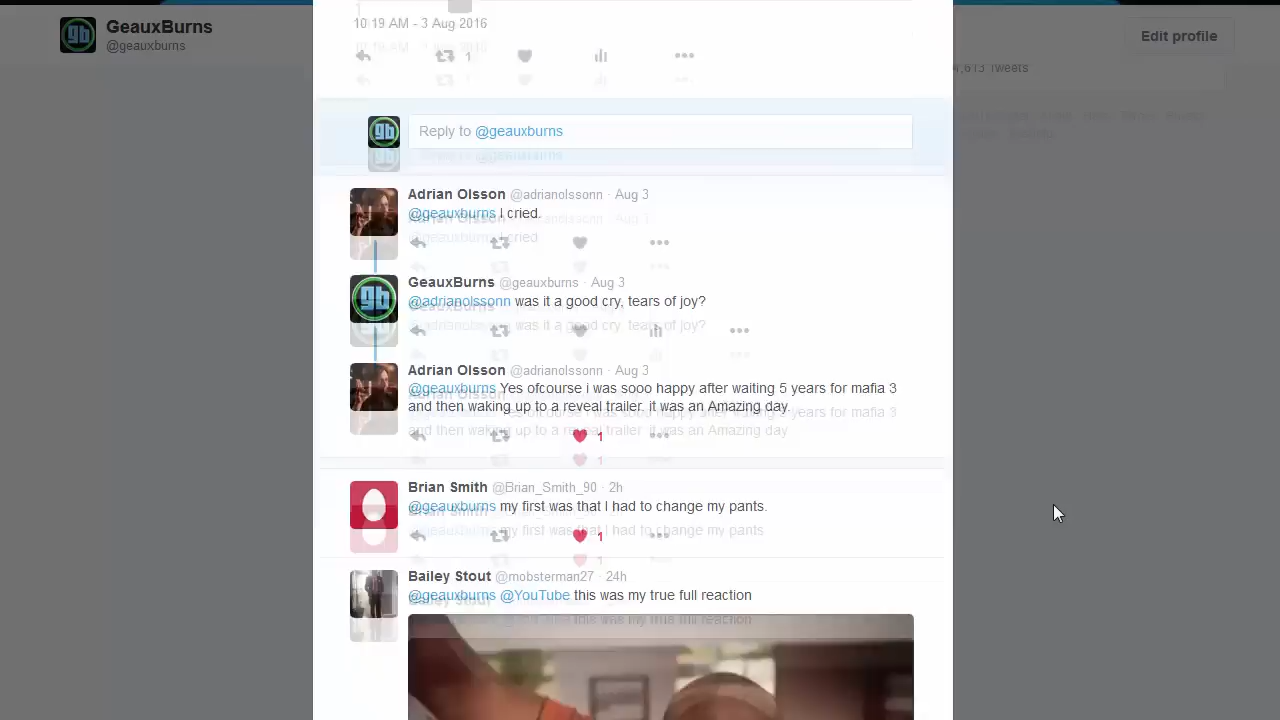 GeauxBurns
@geauxburns
Edit profile
Tweets
10:19 AM - 3 Aug 2016
1
Reply to @geauxburns
Adrian Olsson @adrianolssonn · Aug 3
@geauxburns I cried.
GeauxBurns @geauxburns · Aug 3
@adrianolssonn was it a good cry, tears of joy?
Adrian Olsson @adrianolssonn · Aug 3
@geauxburns Yes ofcourse i was sooo happy after waiting 5 years for mafia 3
and then waking up to a reveal trailer. it was an Amazing day.
1
Brian Smith @Brian_Smith_90 · 2h
@geauxburns my first was that I had to change my pants.
1
Bailey Stout @mobsterman27 · 24h
@geauxburns @YouTube this was my true full reaction